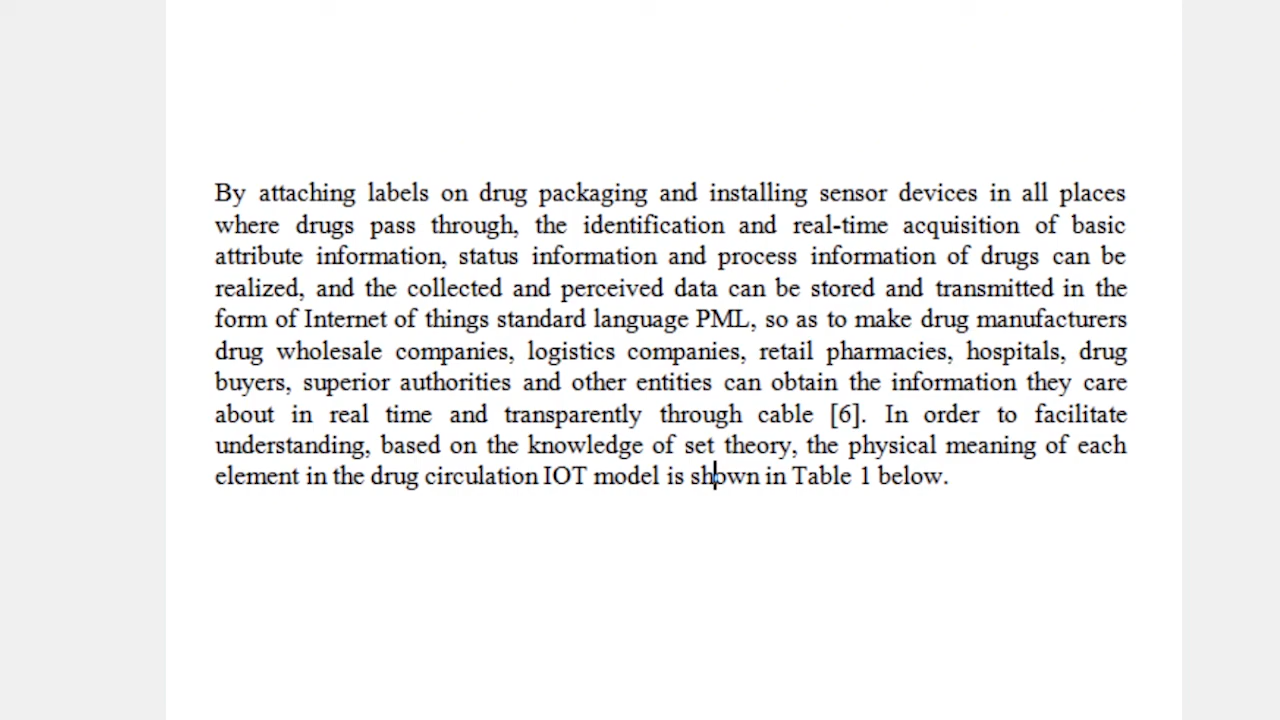 By attaching labels on drug packaging and installing sensor devices in all places
where drugs pass through, the identification and real-time acquisition of basic
attribute information, status information and process information of drugs can be
realized, and the collected and perceived data can be stored and transmitted in the
form of Internet of things standard language PML, so as to make drug manufacturers
drug wholesale companies, logistics companies, retail pharmacies, hospitals, drug
buyers, superior authorities and other entities can obtain the information they care
about in real time and transparently through cable [6]. In order to facilitate
understanding, based on the knowledge of set theory, the physical meaning of each
element in the drug circulation IOT model is shown in Table 1 below.